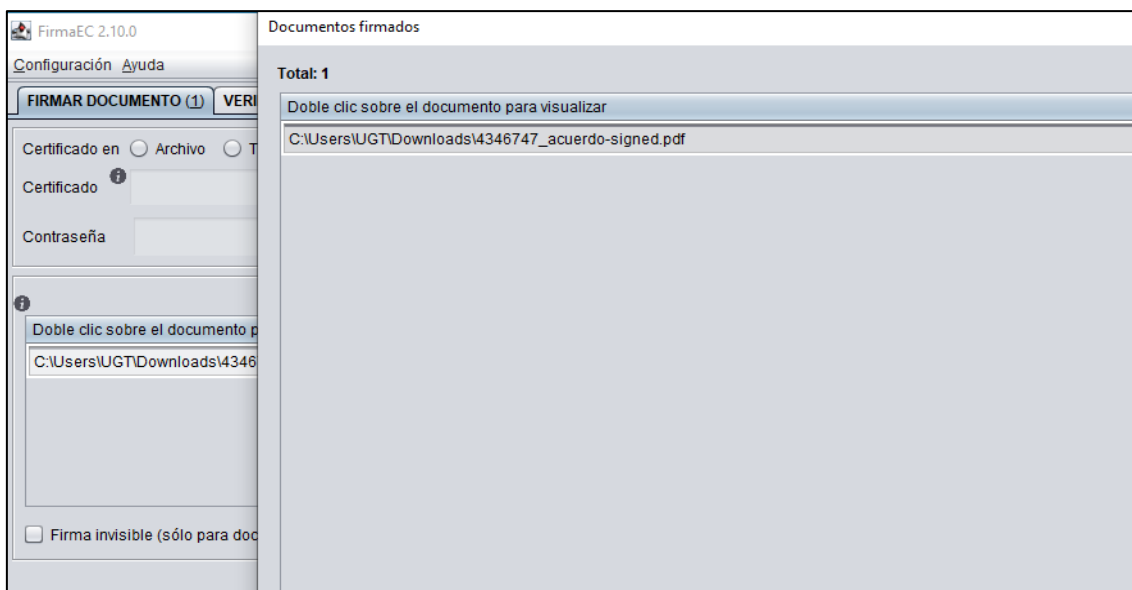 FirmaEC 2.10.0
Configuración Ayuda
FIRMAR DOCUMENTO (1) VERI
Certificado en Archivo T
Certificado
Contraseña
Doble clic sobre el documento p
C:\Users\UGT\Downloads\4346
Firma invisible (sólo para doc
Documentos firmados
Total: 1
Doble clic sobre el documento para visualizar
C:\Users\UGT\Downloads\4346747_acuerdo-signed.pdf